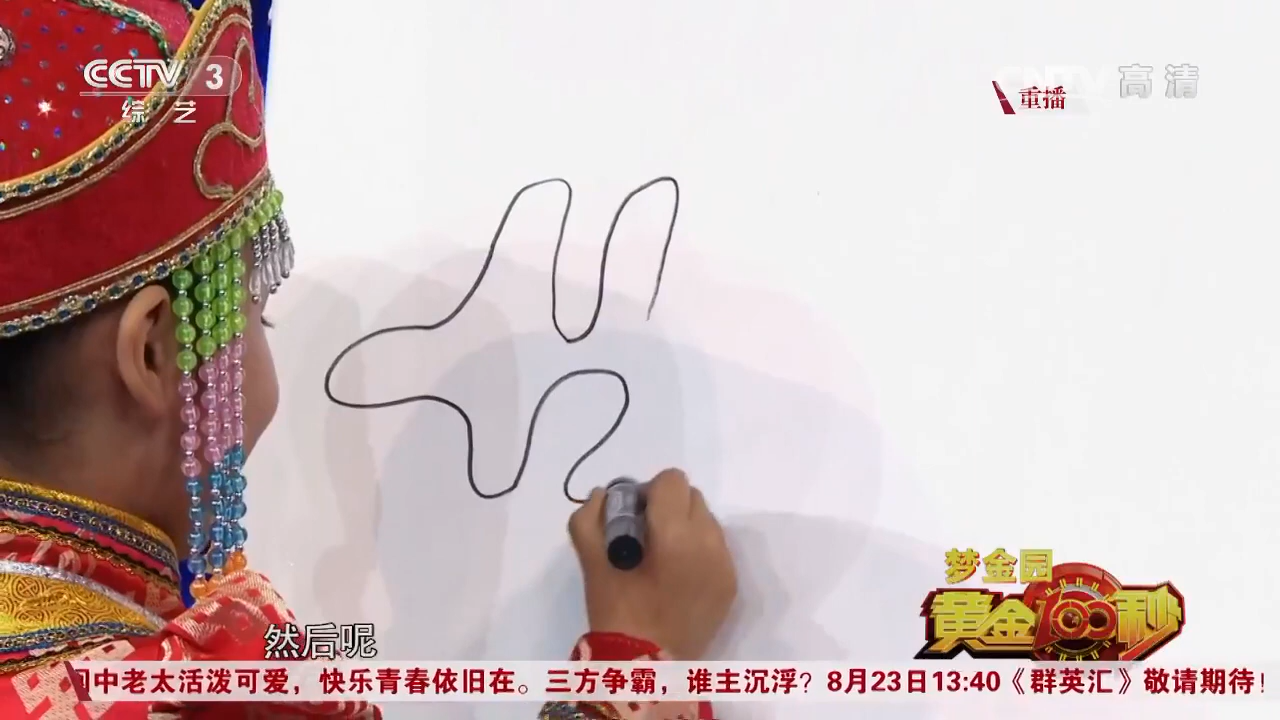 CCTV 3
综艺
重播
CNTV 高清
梦金园
黄金100秒
然后呢
中老太活泼可爱，快乐青春依旧在。三方争霸，谁主沉浮？8月23日13:40《群英汇》敬请期待！